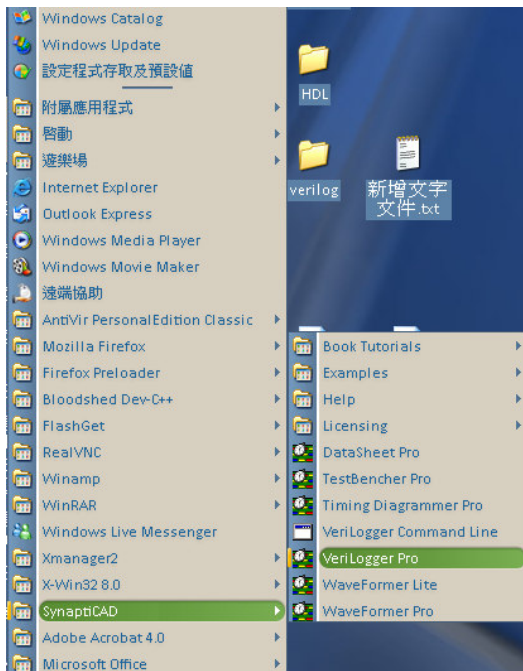 Windows Catalog
Windows Update
設定程式存取及預設值
附屬應用程式
啓動
遊樂場
Internet Explorer
Outlook Express
Windows Media Player
Windows Movie Maker
遠端協助
AntiVir PersonalEdition Classic
Mozilla Firefox
Firefox Preloader
Bloodshed Dev-C++
FlashGet
RealVNC
Winamp
WinRAR
Windows Live Messenger
Xmanager2
X-Win32 8.0
SynaptiCAD
Adobe Acrobat 4.0
Microsoft Office
HDL
verilog
新增文字
文件.txt
Book Tutorials
Examples
Help
Licensing
DataSheet Pro
TestBencher Pro
Timing Diagrammer Pro
VeriLogger Command Line
VeriLogger Pro
WaveFormer Lite
WaveFormer Pro